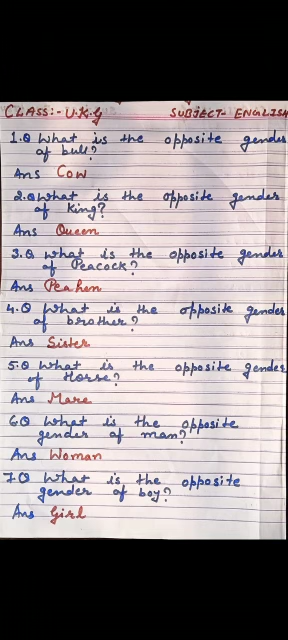 CLASS:- U.K.G SUBJECT- ENGLISH
1.Q What is the opposite gender
of bull?
Ans Cow
2.Q What is the opposite gender
of King?
Ans Queen
3.Q What is the opposite gender
of Peacock?
Ans Peahen
4.Q What is the opposite gender
of brother?
Ans Sister
5.Q What is the opposite gender
of Horse?
Ans Mare
6Q What is the opposite
gender of man?
Ans Woman
7Q What is the opposite
gender of boy?
Ans Girl